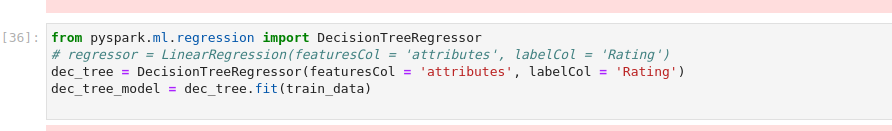 [36]: from pyspark.ml.regression import DecisionTreeRegressor
# regressor = LinearRegression(featuresCol = 'attributes', labelCol = 'Rating')
dec_tree = DecisionTreeRegressor(featuresCol = 'attributes', labelCol = 'Rating')
dec_tree_model = dec_tree.fit(train_data)